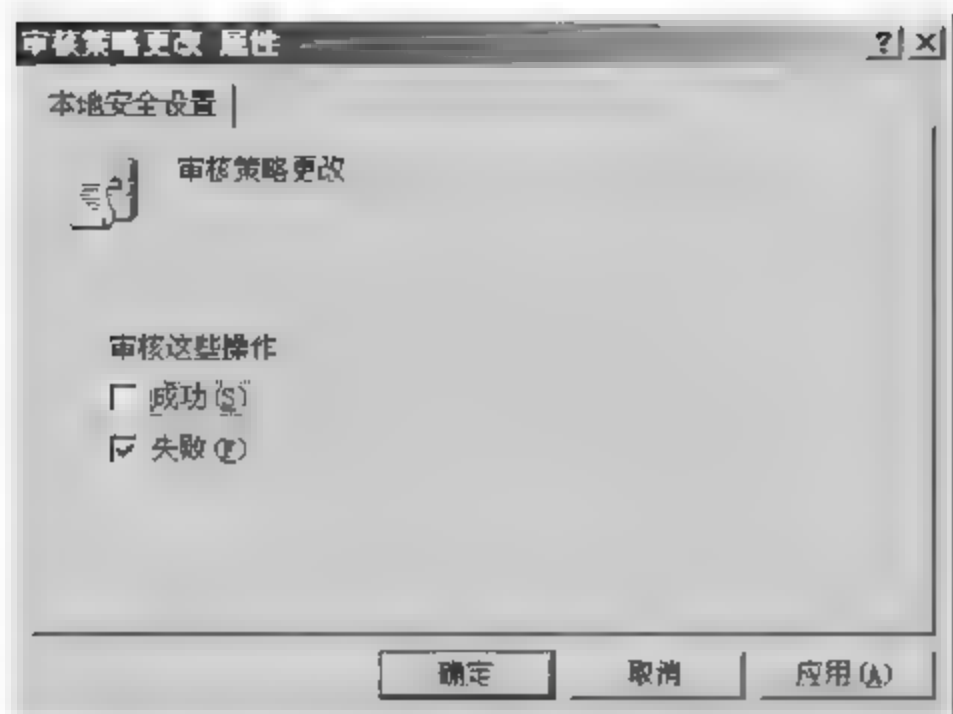 审核策略更改 属性
本地安全设置
审核策略更改
审核这些操作
成功(S)
失败(F)
确定 取消 应用(A)